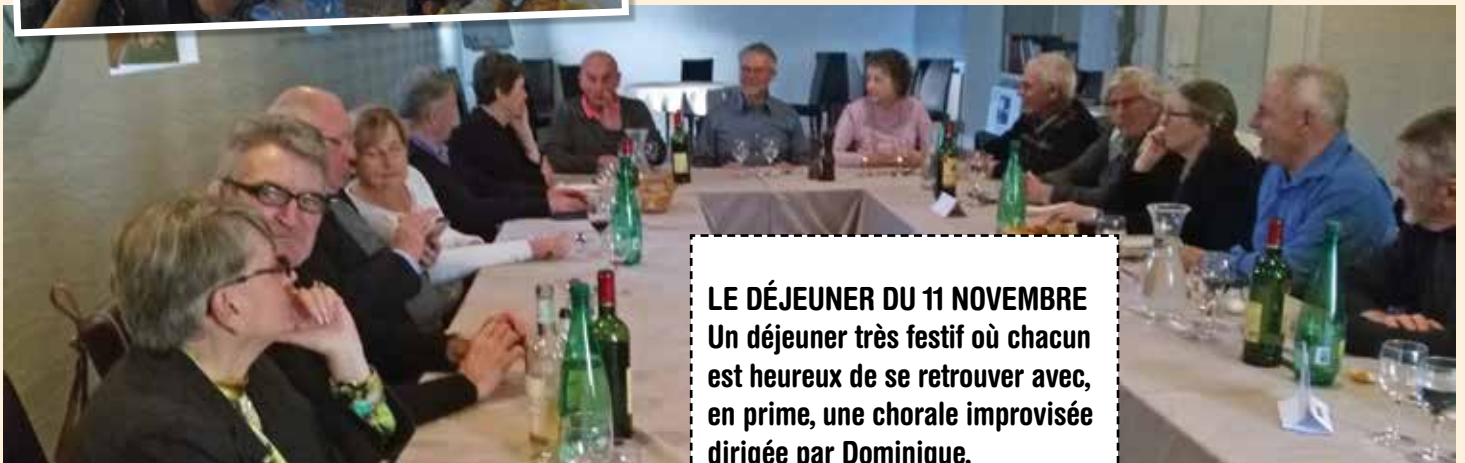 LE DÉJEUNER DU 11 NOVEMBRE
Un déjeuner très festif où chacun
est heureux de se retrouver avec,
en prime, une chorale improvisée
dirigée par Dominique.